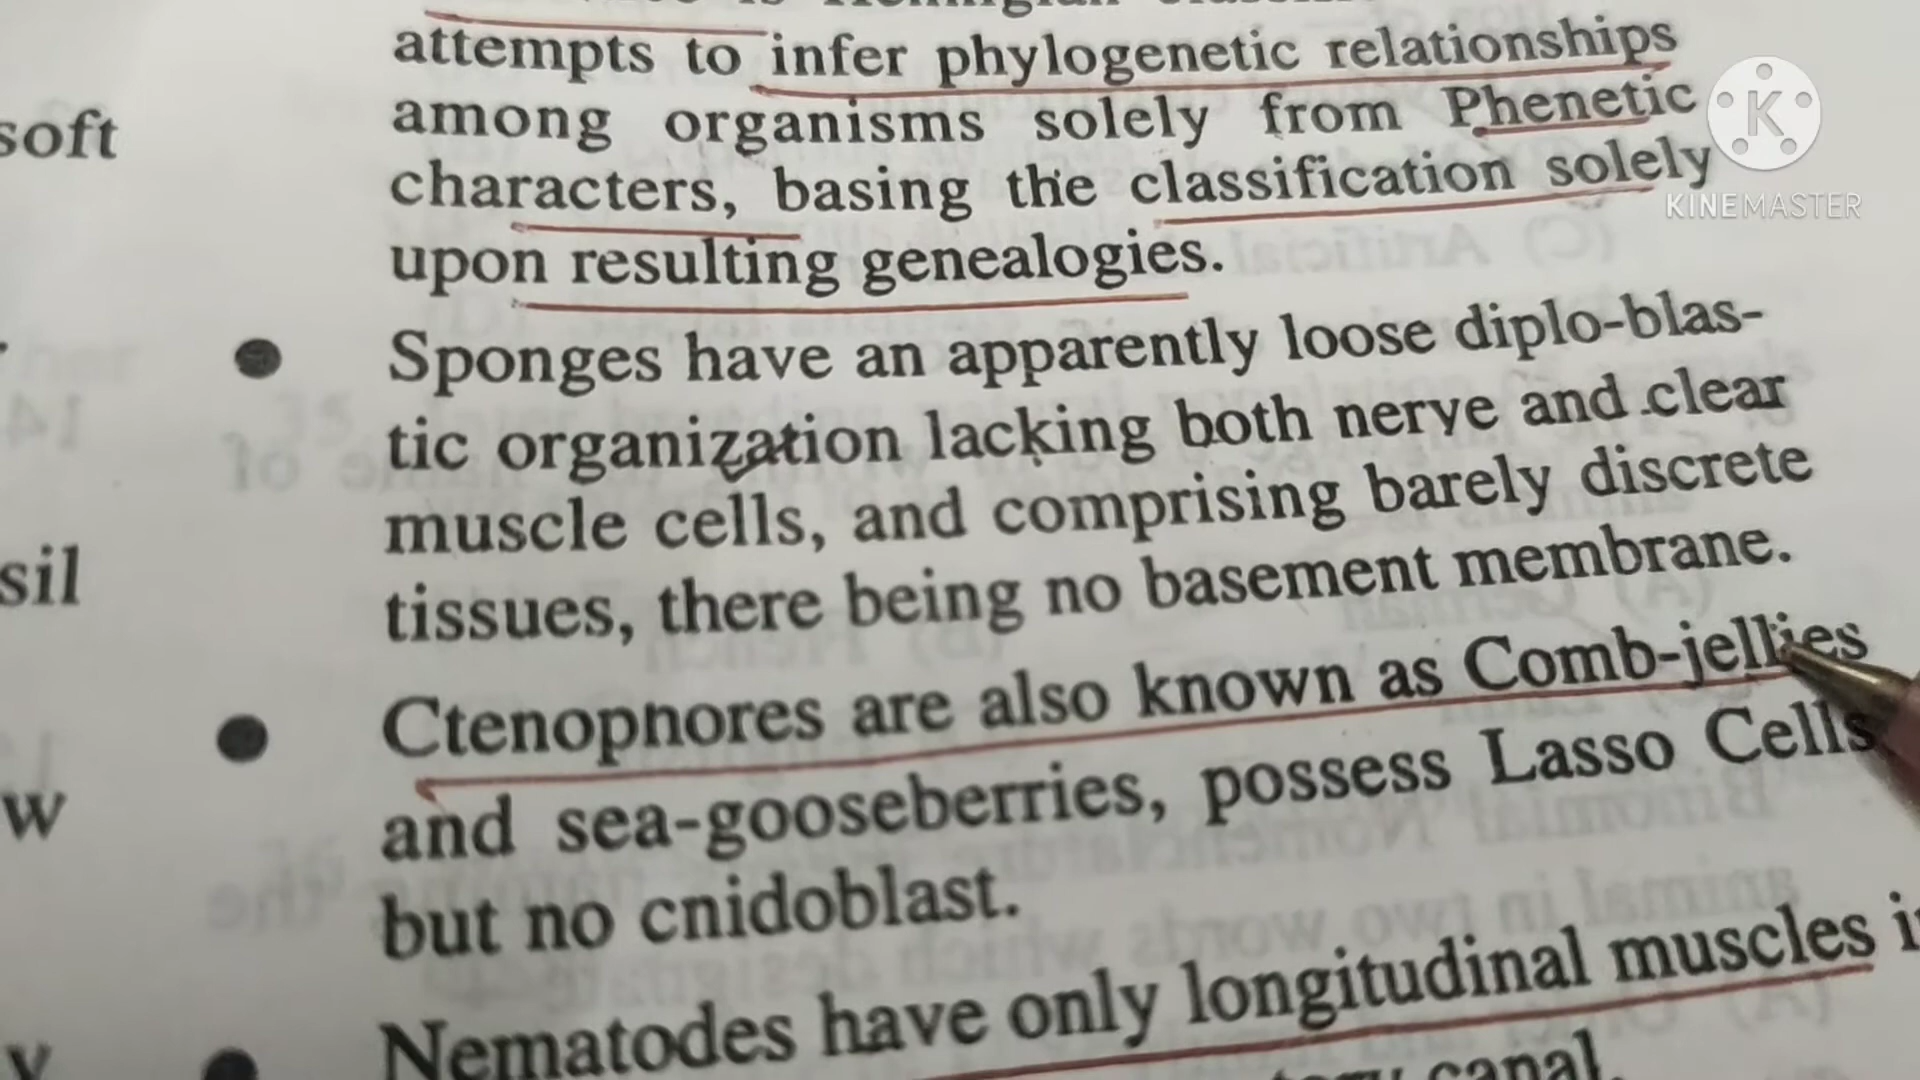 attempts to infer phylogenetic relationships
among organisms solely from Phenetic
characters, basing the classification solely
upon resulting genealogies.
● Sponges have an apparently loose diplo-blas-
tic organization lacking both nerve and clear
muscle cells, and comprising barely discrete
tissues, there being no basement membrane.
● Ctenophores are also known as Comb-jellies
and sea-gooseberries, possess Lasso Cells
but no cnidoblast.
● Nematodes have only longitudinal muscles
canal.
soft
sil
w
K
KINEMASTER